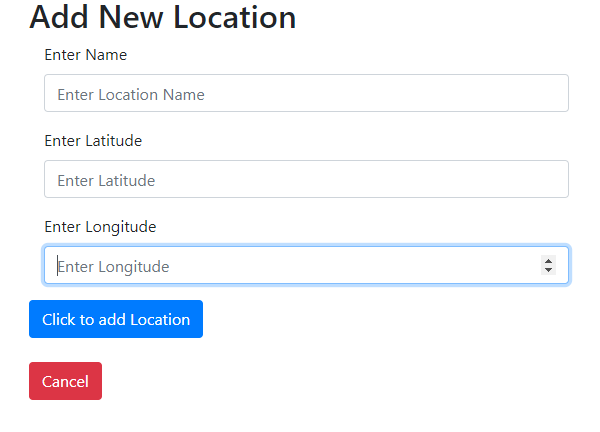 Add New Location
Enter Name
Enter Location Name
Enter Latitude
Enter Latitude
Enter Longitude
Enter Longitude
Click to add Location
Cancel